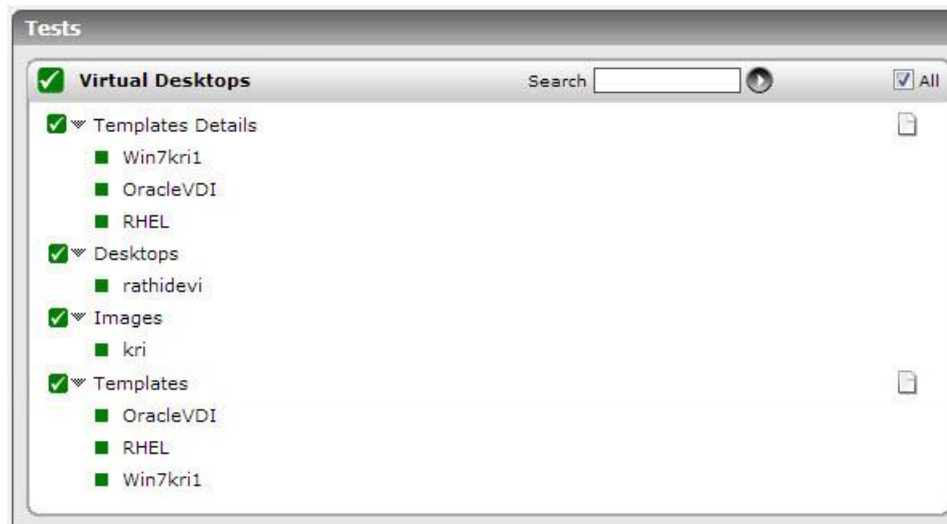 Tests
Virtual Desktops Search All
Templates Details
Win7kri1
OracleVDI
RHEL
Desktops
rathidevi
Images
kri
Templates
OracleVDI
RHEL
Win7kri1